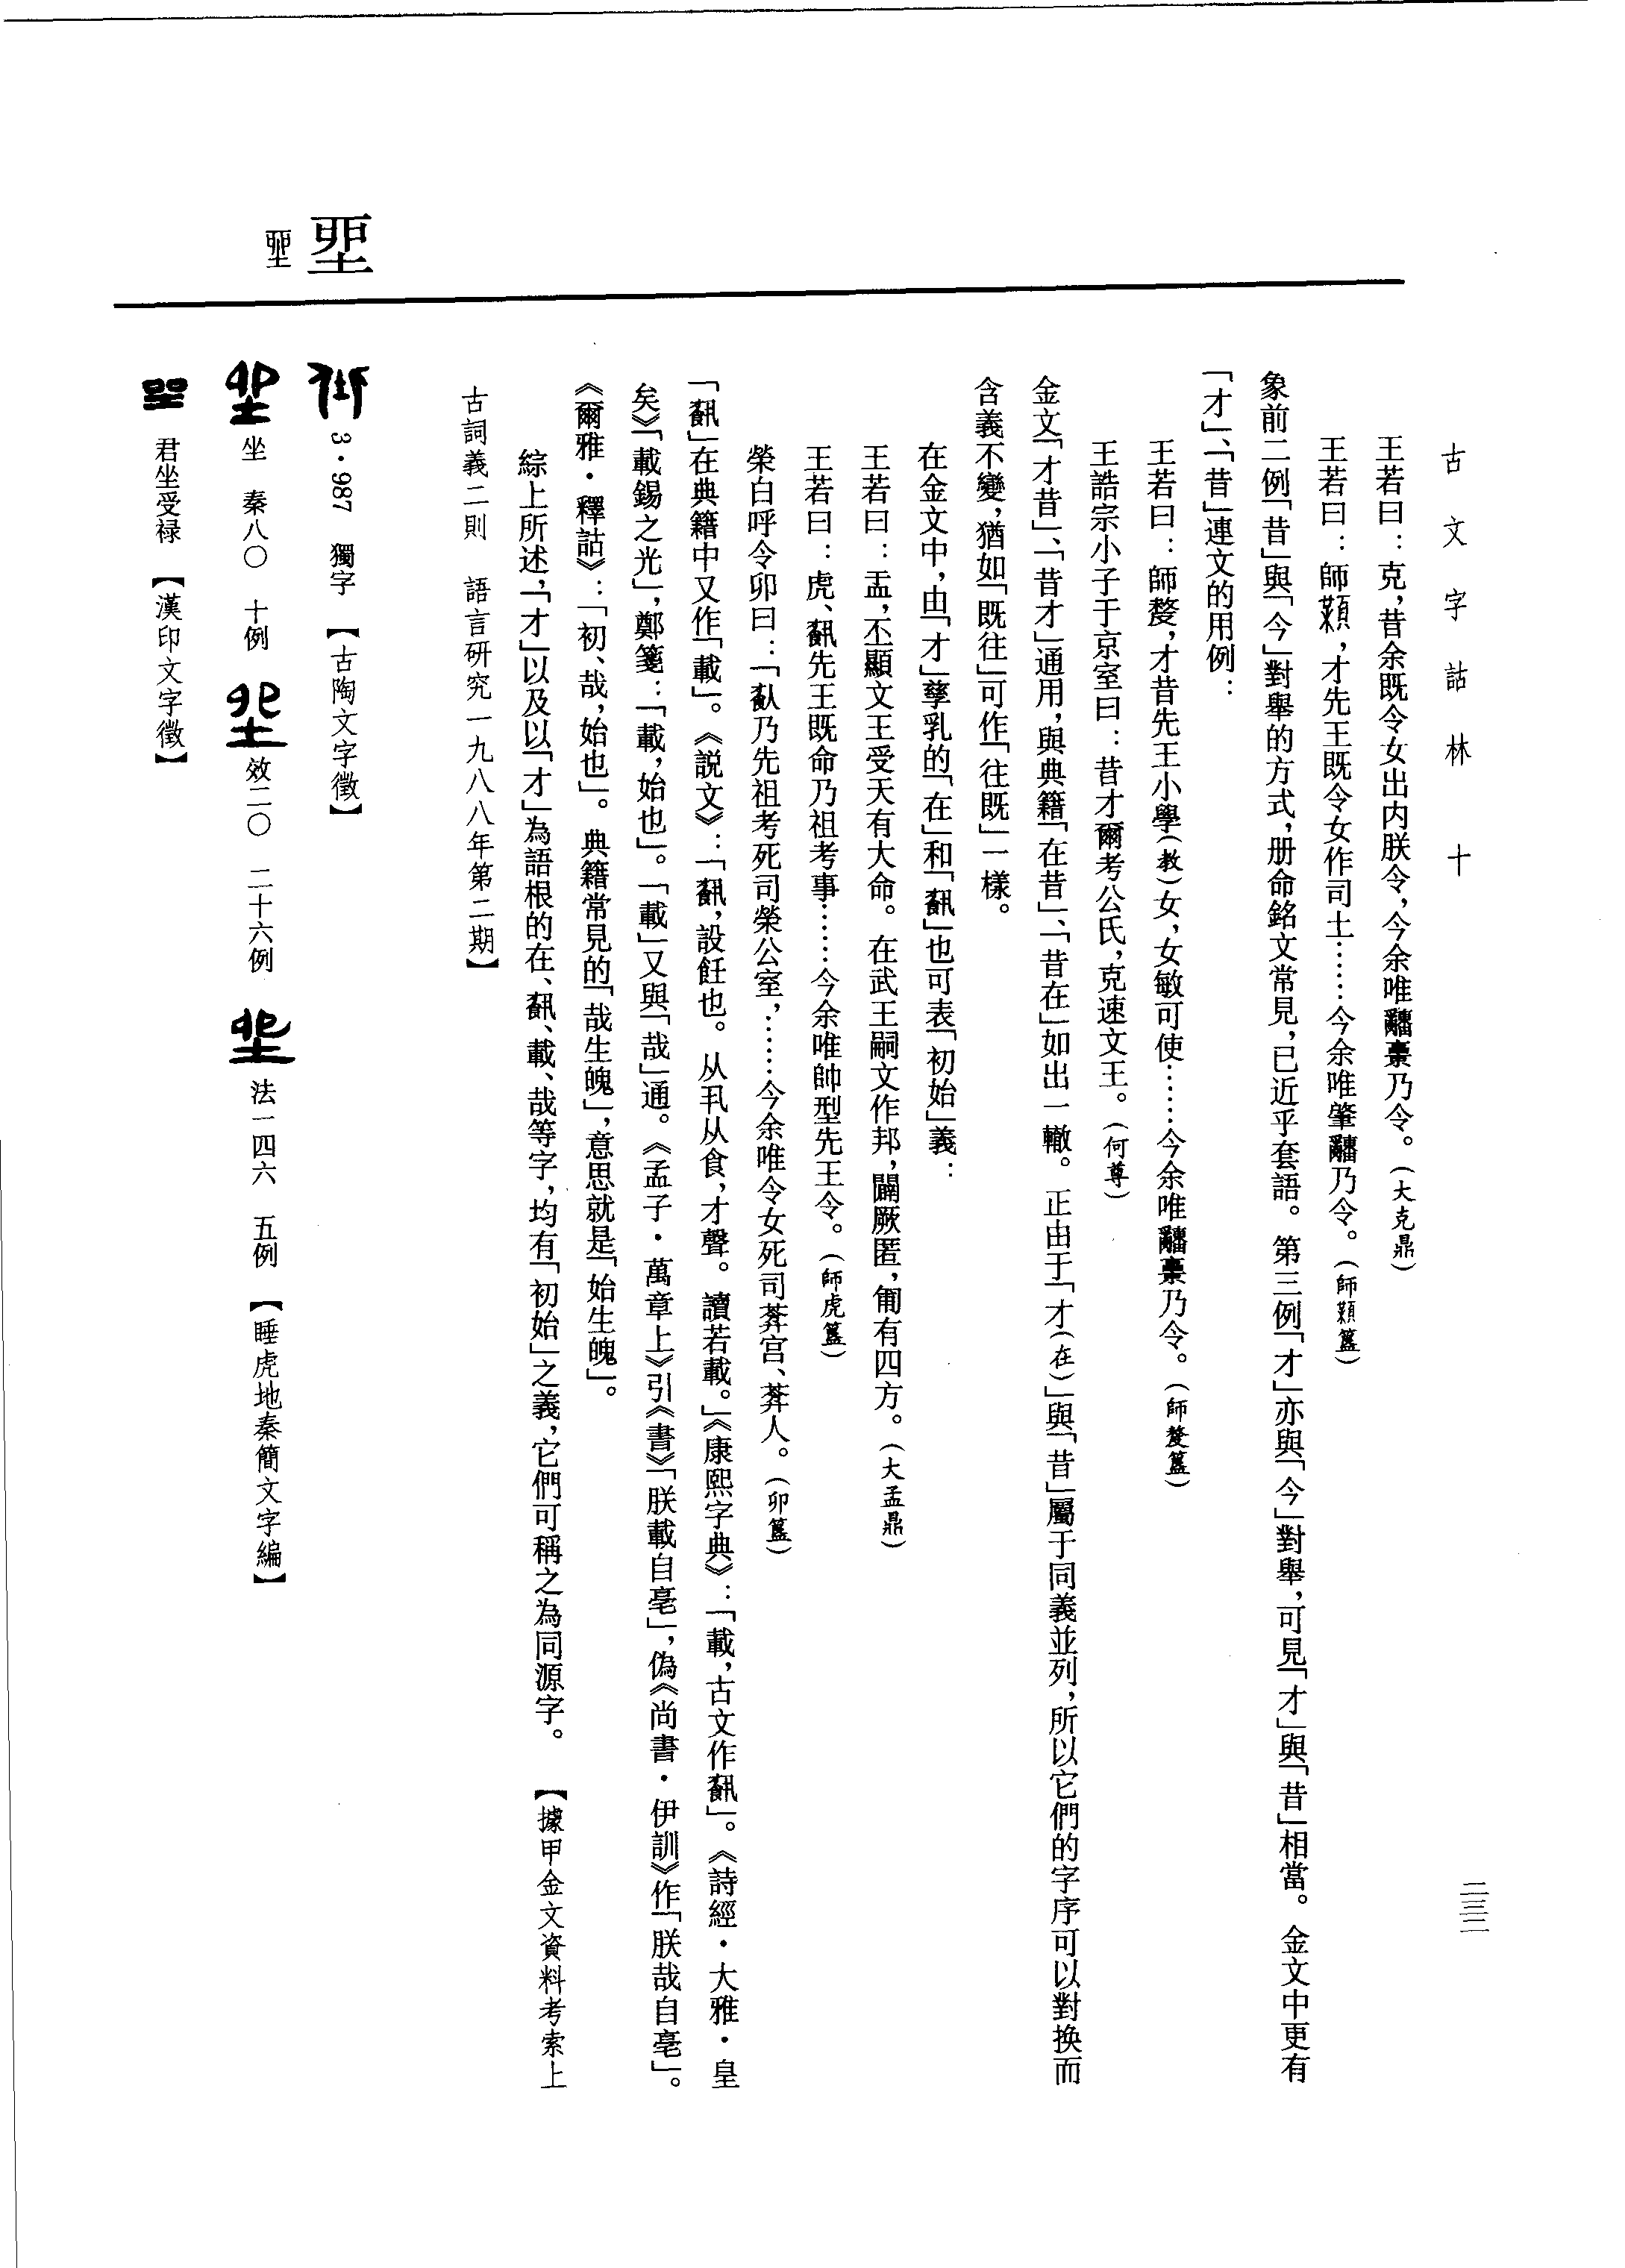 古文字詁林 十
二三二
王若曰：克，昔余既令女出内朕令，今余唯䌛𩫨乃令。（大克鼎）
王若曰：師顈，才先王既令女作司土……今余唯肇䌛乃令。（師顈簋）
象前二例「昔」與「今」對舉的方式，册命銘文常見，已近乎套語。第三例「才」亦與「今」對舉，可見「才」與「昔」相當。金文中更有
「才」、「昔」連文的用例：
王若曰：師𠭰，才昔先王小學（教）女，女敏可使……今余唯䌛𩫨乃令。（師𠭰簋）
王誥宗小子于京室曰：昔才爾考公氏，克逨文王。（何尊）
金文「才昔」、「昔才」通用，與典籍「在昔」、「昔在」如出一轍。正由于「才（在）」與「昔」屬于同義並列，所以它們的字序可以對换而
含義不變，猶如「既往」可作「往既」一樣。
在金文中，由「才」孳乳的「在」和「𩛥」也可表「初始」義：
王若曰：盂，不顯文王受天有大命。在武王嗣文作邦，闢厥匿，匍有四方。（大盂鼎）
王若曰：虎、𩛥先王既命乃祖考事……今余唯帥型先王令。（師虎簋）
榮白呼令卯曰：「𩛥乃先祖考死司榮公室，……今余唯令女死司葊宫、葊人。（卯簋）
「𩛥」在典籍中又作「載」。《説文》：「𩛥，設飪也。从丮从食，才聲。讀若載。」《康熙字典》：「載，古文作𩛥」。《詩經·大雅·皇
矣》「載錫之光」，鄭箋：「載，始也」。「載」又與「哉」通。《孟子·萬章上》引《書》「朕載自亳」，偽《尚書·伊訓》作「朕哉自亳」。
《爾雅·釋詁》：「初、哉，始也」。典籍常見的「哉生魄」，意思就是「始生魄」。
綜上所述，「才」以及以「才」為語根的在、𩛥、載、哉等字，均有「初始」之義，它們可稱之為同源字。【據甲金文資料考索上
古詞義二則 語言研究一九八八年第二期】
3·987 獨字 【古陶文字徵】
坐 秦八〇 十例 效二〇 二十六例 法一四六 五例 【睡虎地秦簡文字編】
君坐受禄 【漢印文字徵】